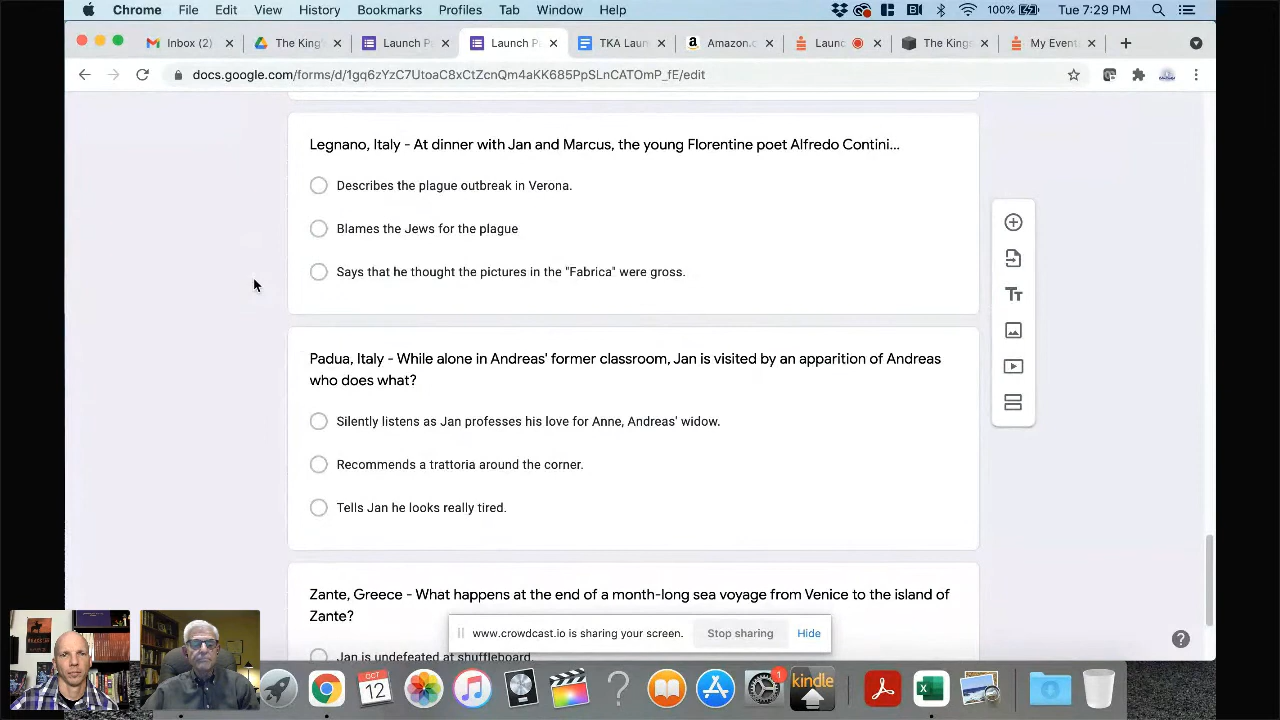 Chrome File Edit View History Bookmarks Profiles Tab Window Help 100% Tue 7:29 PM
Inbox (2) The King' Launch P Launch P TKA Laun Amazon.c Launc The Kings My Event
docs.google.com/forms/d/1gq6zYzC7UtoaC8xCtZcnQm4aKK685PpSLnCATOmP_fE/edit
Legnano, Italy - At dinner with Jan and Marcus, the young Florentine poet Alfredo Contini...
Describes the plague outbreak in Verona.
Blames the Jews for the plague
Says that he thought the pictures in the "Fabrica" were gross.
Tт
Padua, Italy - While alone in Andreas' former classroom, Jan is visited by an apparition of Andreas
who does what?
Silently listens as Jan professes his love for Anne, Andreas' widow.
Recommends a trattoria around the corner.
Tells Jan he looks really tired.
Zante, Greece - What happens at the end of a month-long sea voyage from Venice to the island of
Zante?
www.crowdcast.io is sharing your screen. Stop sharing Hide
Jan is undefeated at shuffleboard.
OCT
12
1
kindle